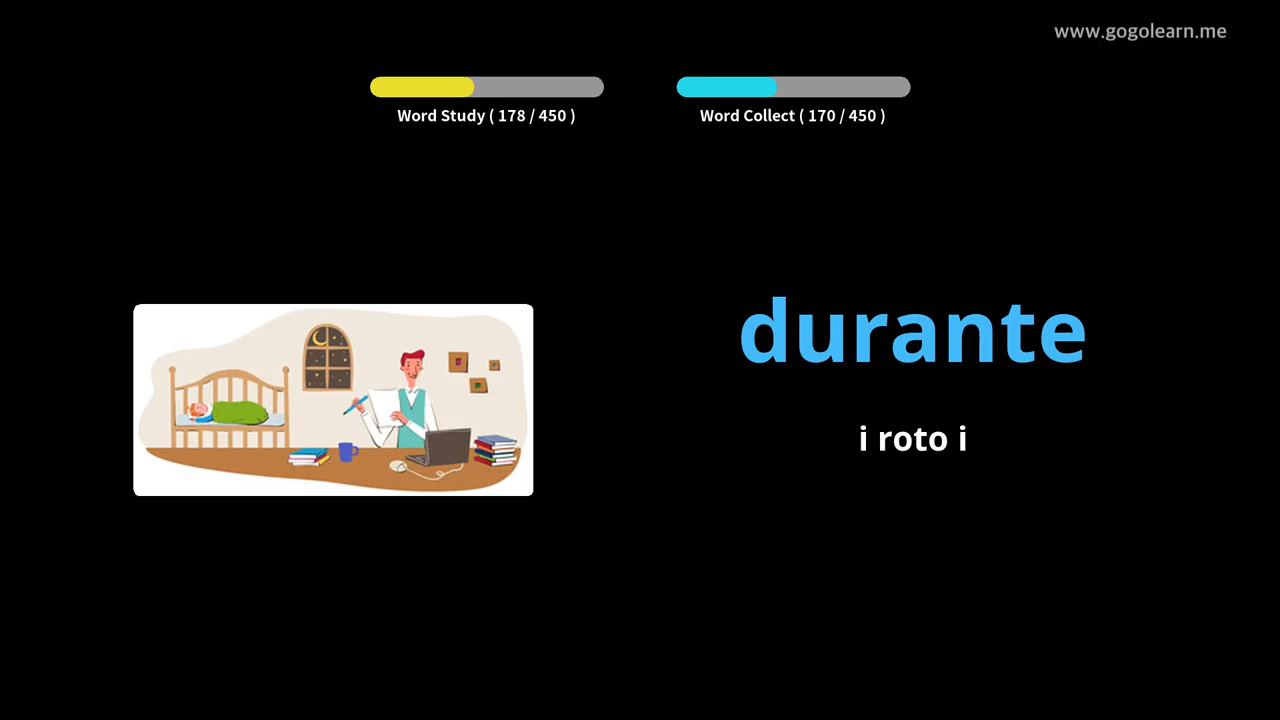 www.gogolearn.me
Word Study ( 178 / 450 )
Word Collect ( 170 / 450 )
durante
i roto i